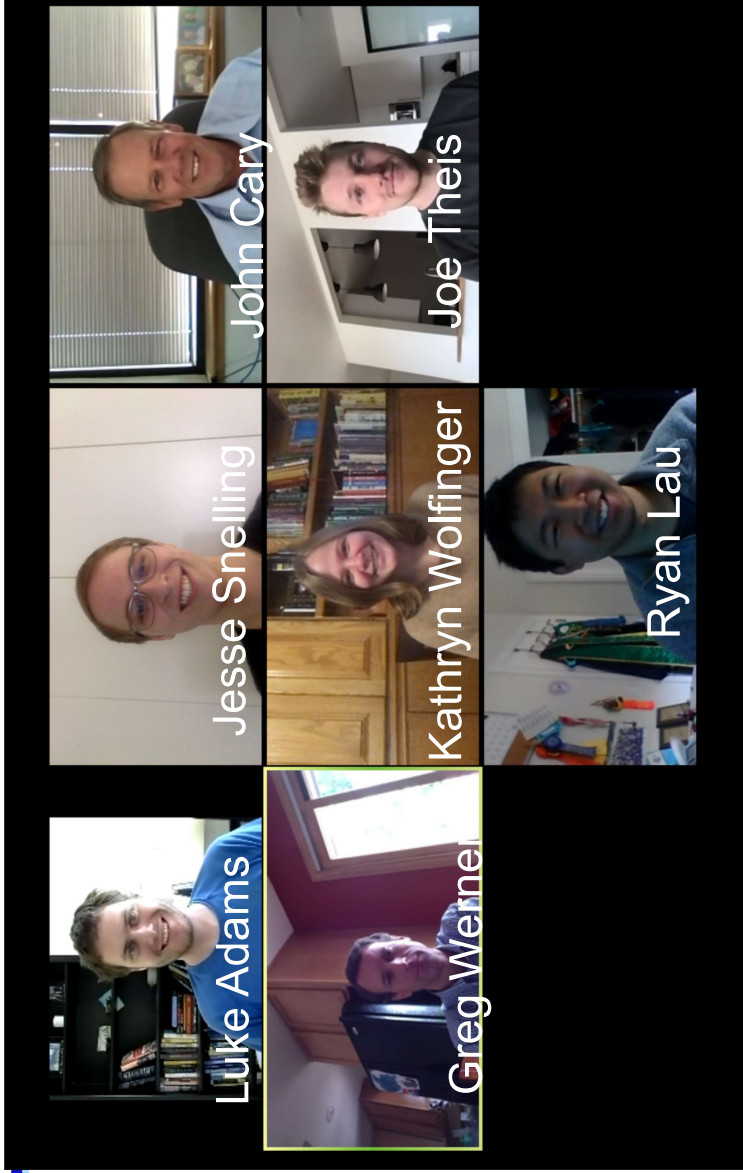 Luke Adams
Jesse Snelling
John Cary
Greg Werner
Kathryn Wolfinger
Joe Theis
Ryan Lau